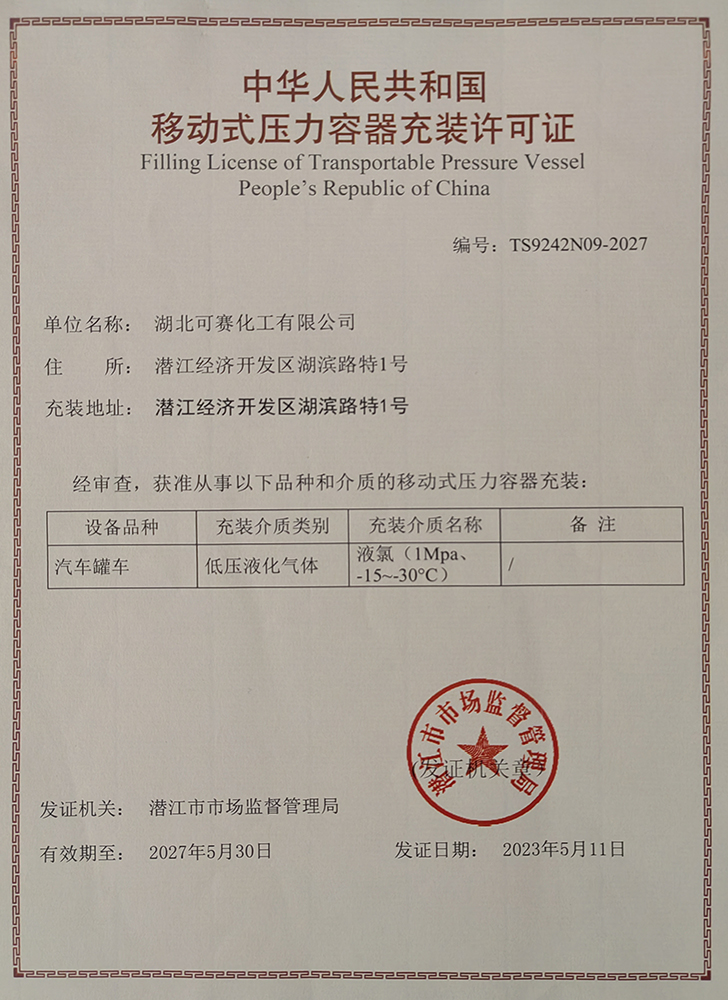 中华人民共和国
移动式压力容器充装许可证
Filling License of Transportable Pressure Vessel
People's Republic of China
编号：TS9242N09-2027
单位名称：湖北可赛化工有限公司
住 所：潜江经济开发区湖滨路特1号
充装地址：潜江经济开发区湖滨路特1号
经审查，获准从事以下品种和介质的移动式压力容器充装：
设备品种 充装介质类别 充装介质名称 备 注
汽车罐车 低压液化气体 液氯（1Mpa、 /
-15~-30°C）
潜江市市场监督管理局
（发证机关章）
发证机关：潜江市市场监督管理局
有效期至：2027年5月30日 发证日期：2023年5月11日